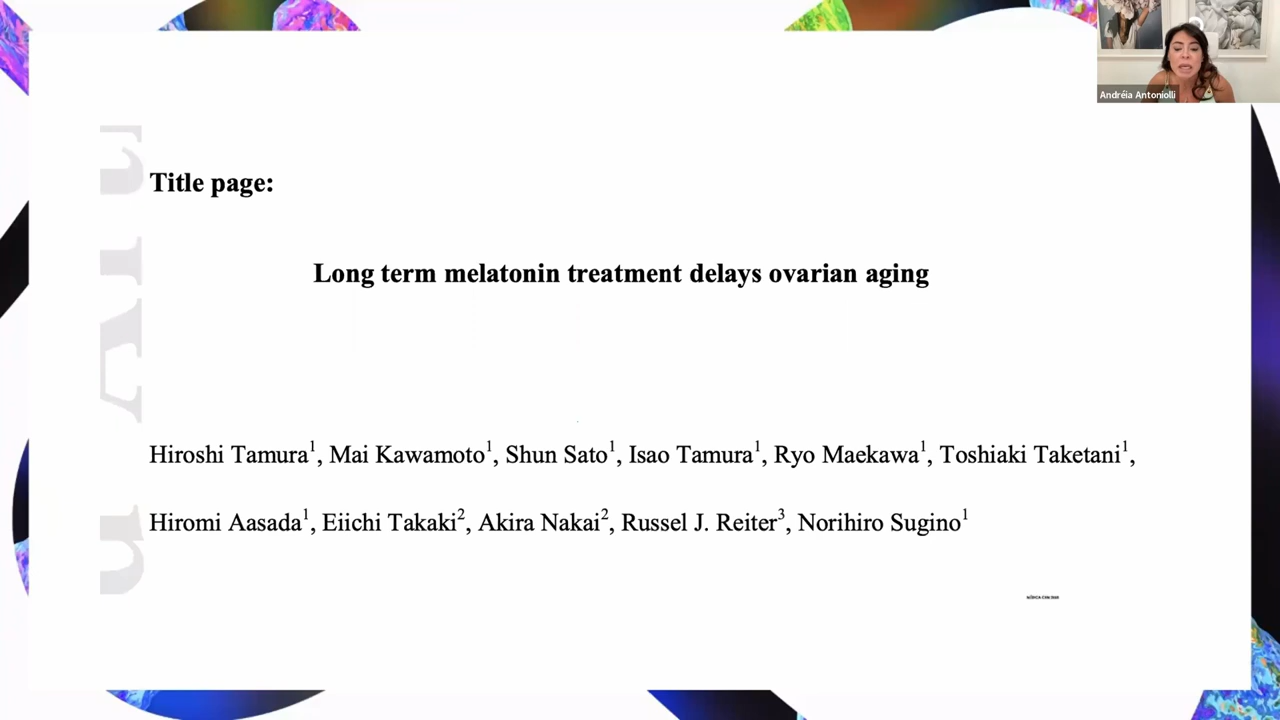 Andréia Antoniolli
Title page:
Long term melatonin treatment delays ovarian aging
Hiroshi Tamura1, Mai Kawamoto1, Shun Sato1, Isao Tamura1, Ryo Maekawa1, Toshiaki Taketani1,
Hiromi Aasada1, Eiichi Takaki2, Akira Nakai2, Russel J. Reiter3, Norihiro Sugino1